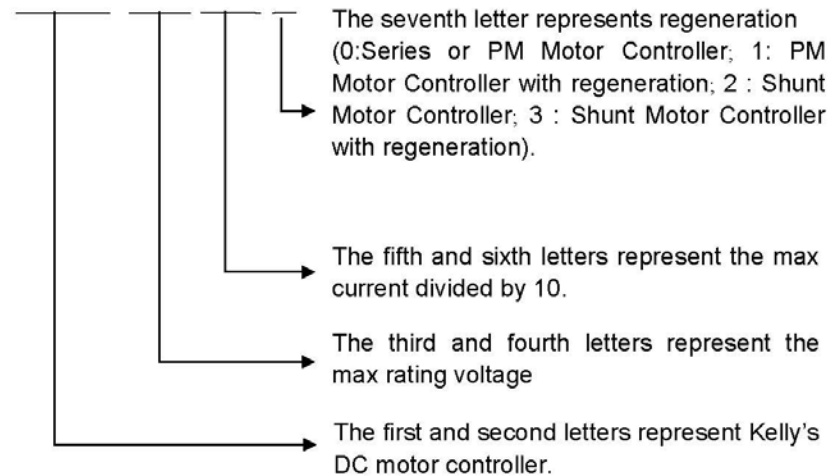 The seventh letter represents regeneration
(0:Series or PM Motor Controller; 1: PM
Motor Controller with regeneration; 2 : Shunt
Motor Controller; 3 : Shunt Motor Controller
with regeneration).
The fifth and sixth letters represent the max
current divided by 10.
The third and fourth letters represent the
max rating voltage
The first and second letters represent Kelly's
DC motor controller.